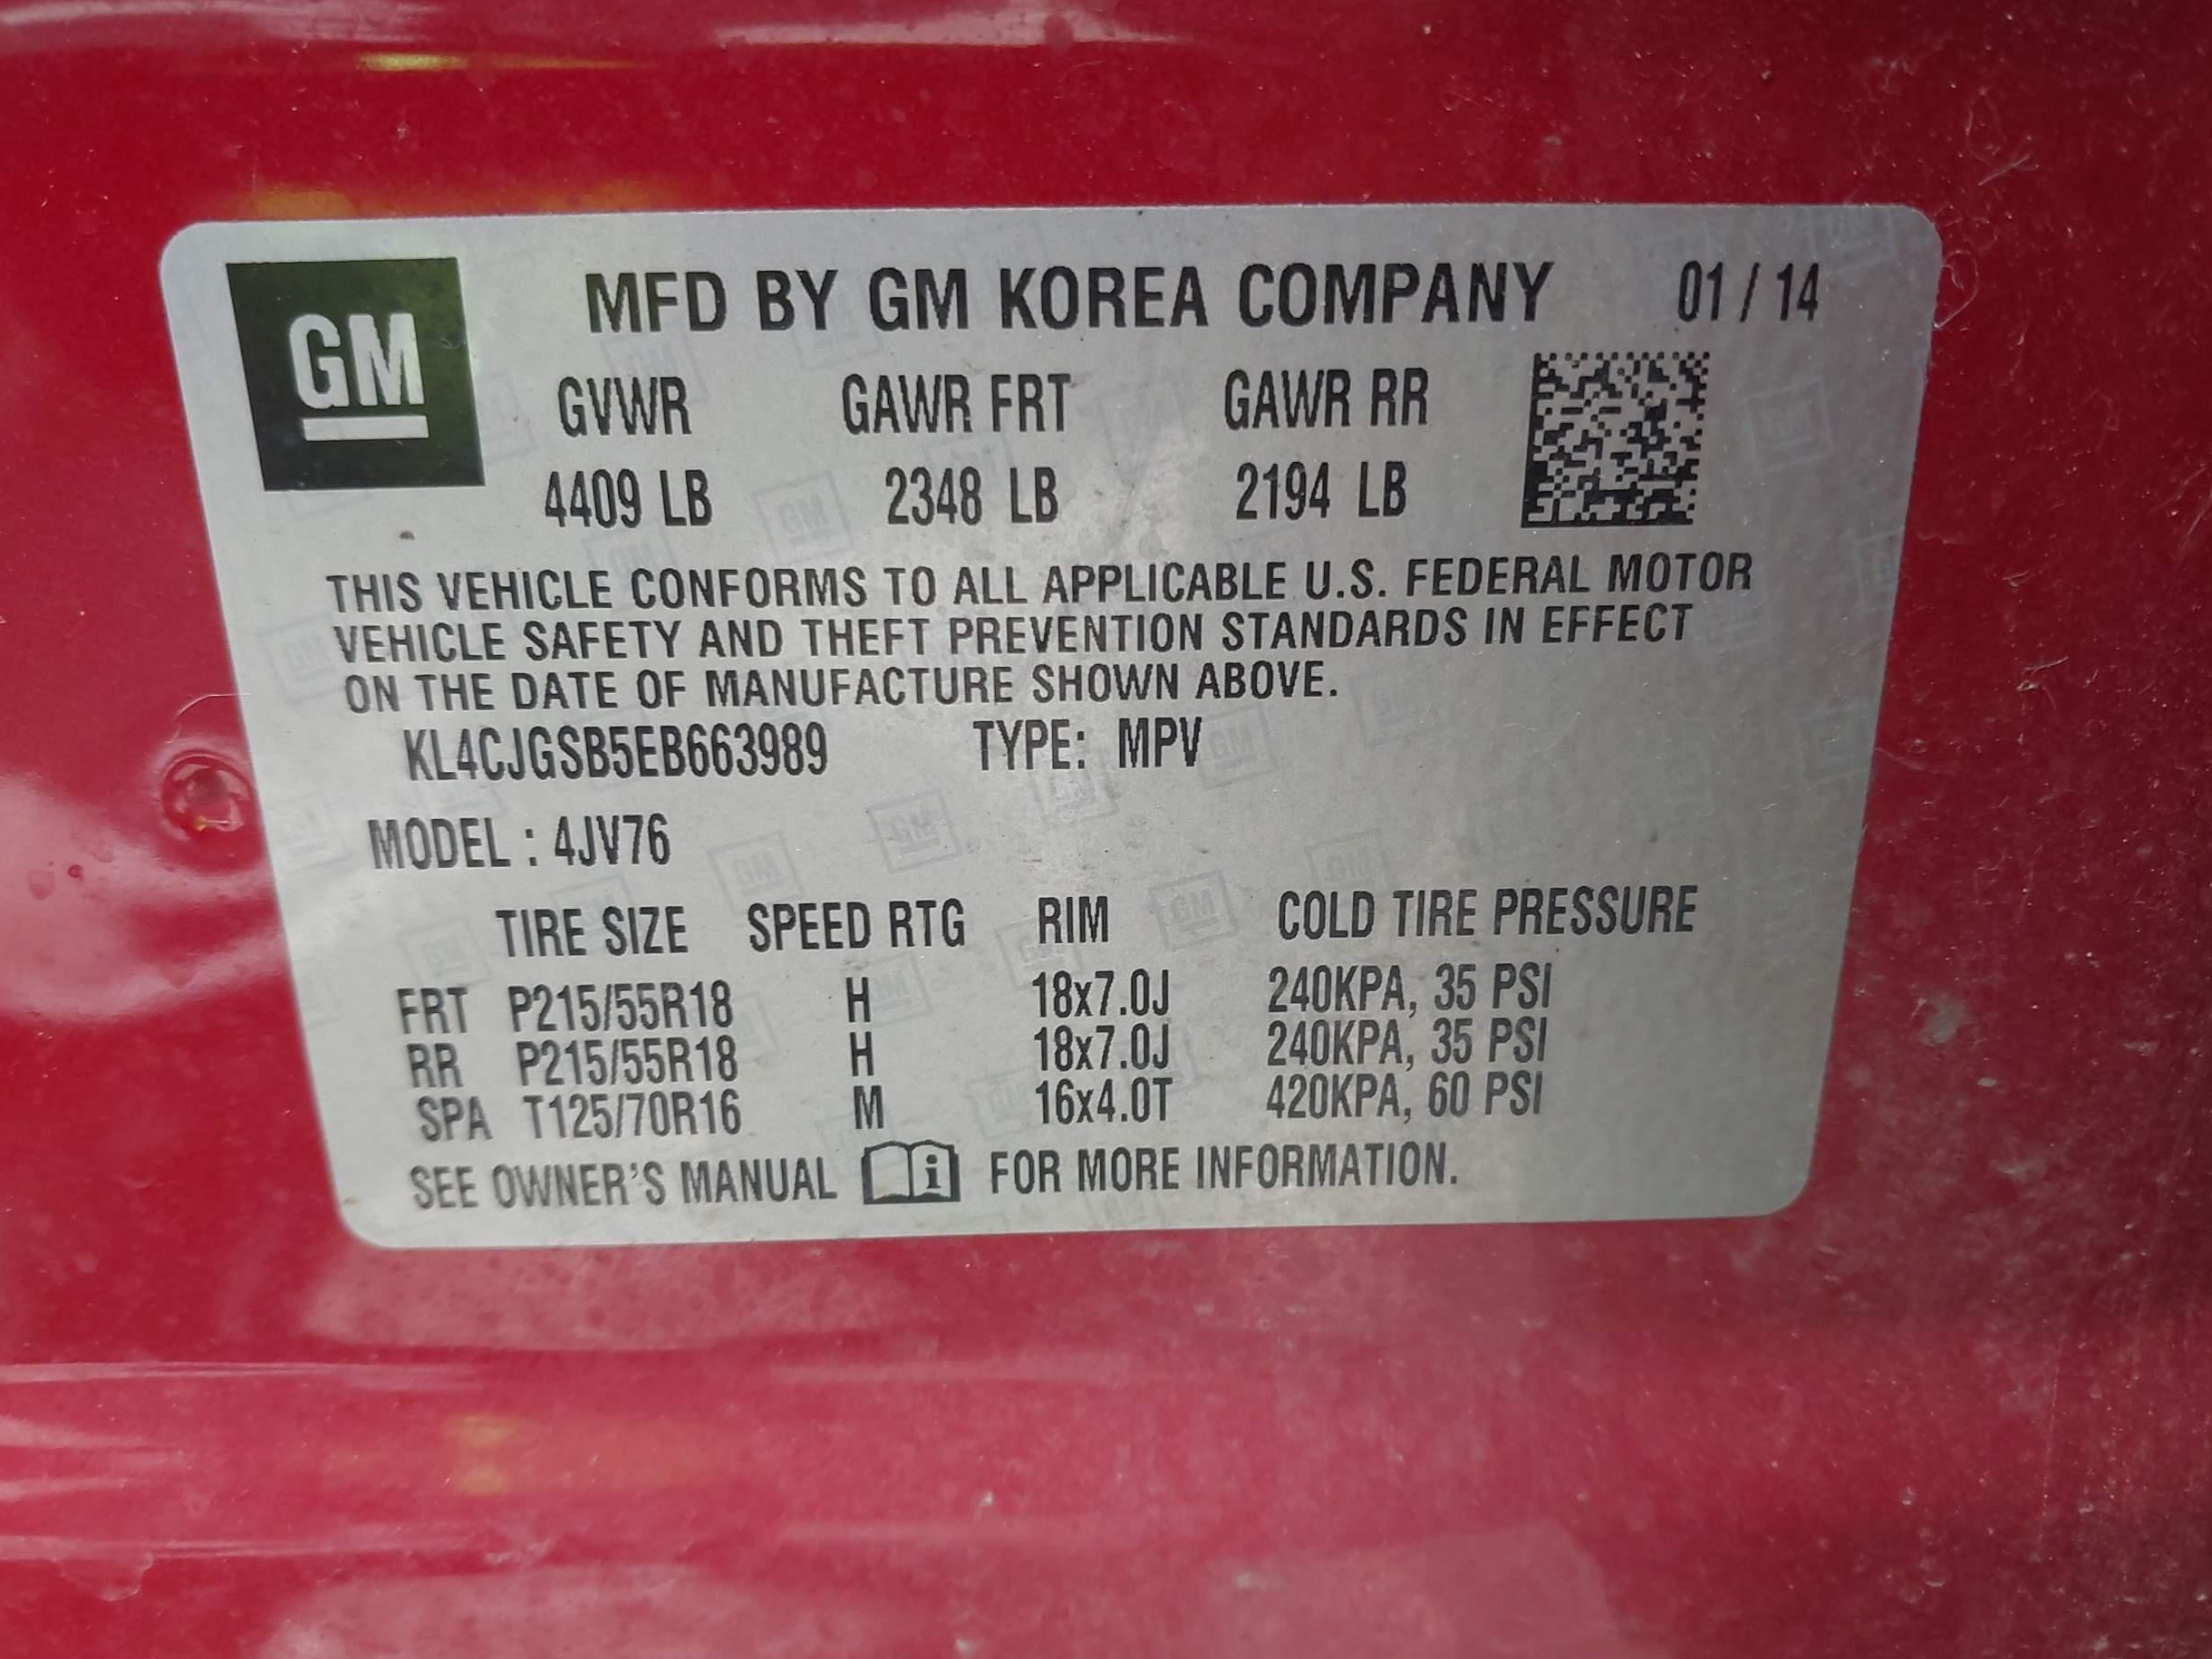 GM
MFD BY GM KOREA COMPANY 01 / 14
GVWR GAWR FRT GAWR RR
4409 LB 2348 LB 2194 LB
THIS VEHICLE CONFORMS TO ALL APPLICABLE U.S. FEDERAL MOTOR
VEHICLE SAFETY AND THEFT PREVENTION STANDARDS IN EFFECT
ON THE DATE OF MANUFACTURE SHOWN ABOVE.
KL4CJGSB5EB663989 TYPE: MPV
MODEL : 4JV76
TIRE SIZE SPEED RTG RIM COLD TIRE PRESSURE
FRT P215/55R18 H 18x7.0J 240KPA, 35 PSI
RR P215/55R18 H 18x7.0J 240KPA, 35 PSI
SPA T125/70R16 M 16x4.0T 420KPA, 60 PSI
SEE OWNER'S MANUAL i FOR MORE INFORMATION.